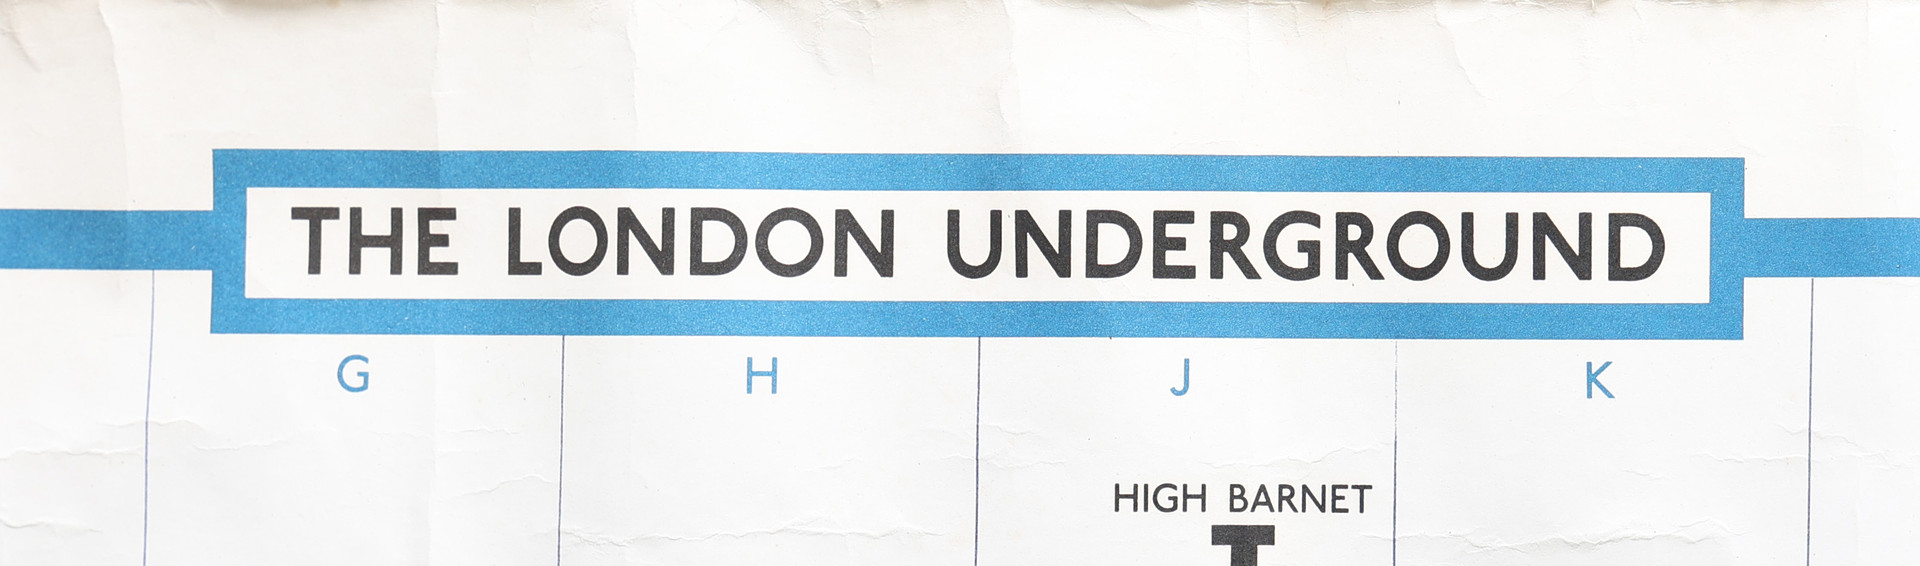 THE LONDON UNDERGROUND
G H J K
HIGH BARNET